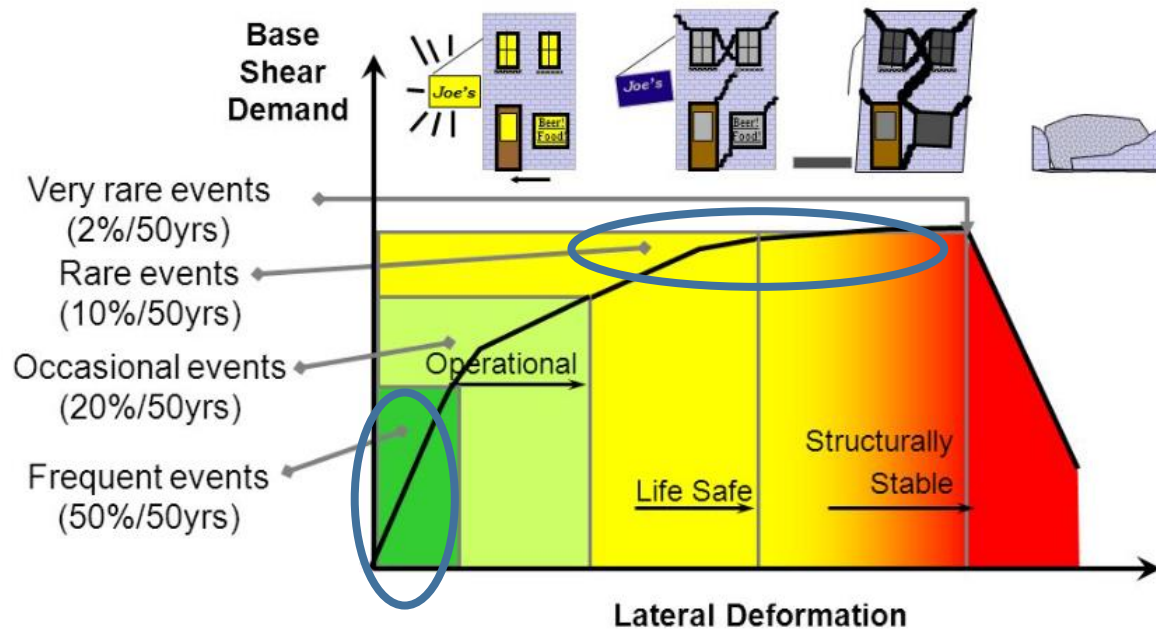 Base
Shear
Demand
Joe's
Beer!
Food!
Joe's
Beer!
Food!
Very rare events
(2%/50yrs)
Rare events
(10%/50yrs)
Occasional events
(20%/50yrs)
Frequent events
(50%/50yrs)
Operational
Life Safe
Structurally
Stable
Lateral Deformation